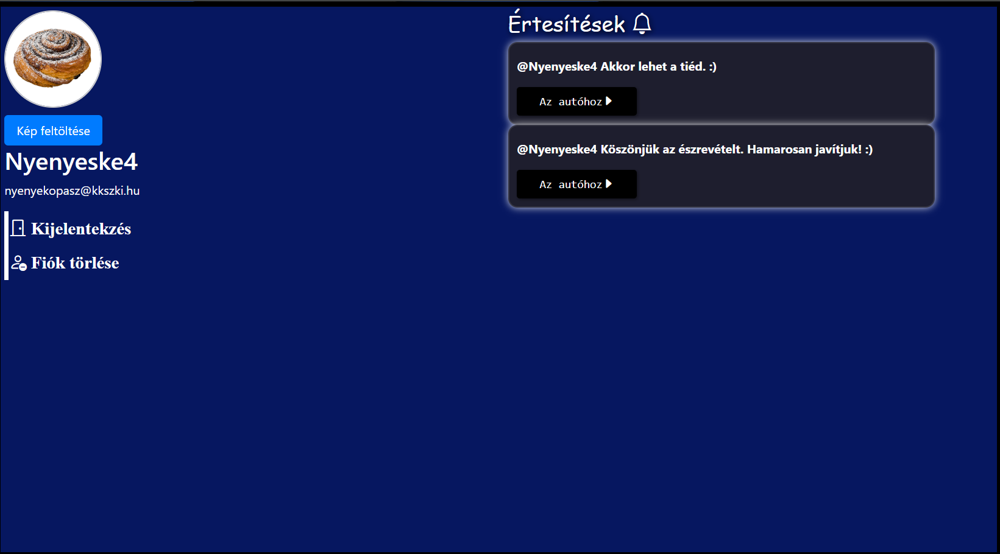 Kép feltöltése
Nyenyeske4
nyenyekopasz@kkszki.hu
Kijelentekzés
Fiók törlése
Értesítések
@Nyenyeske4 Akkor lehet a tiéd. :)
Az autóhoz
@Nyenyeske4 Köszönjük az észrevételt. Hamarosan javítjuk! :)
Az autóhoz